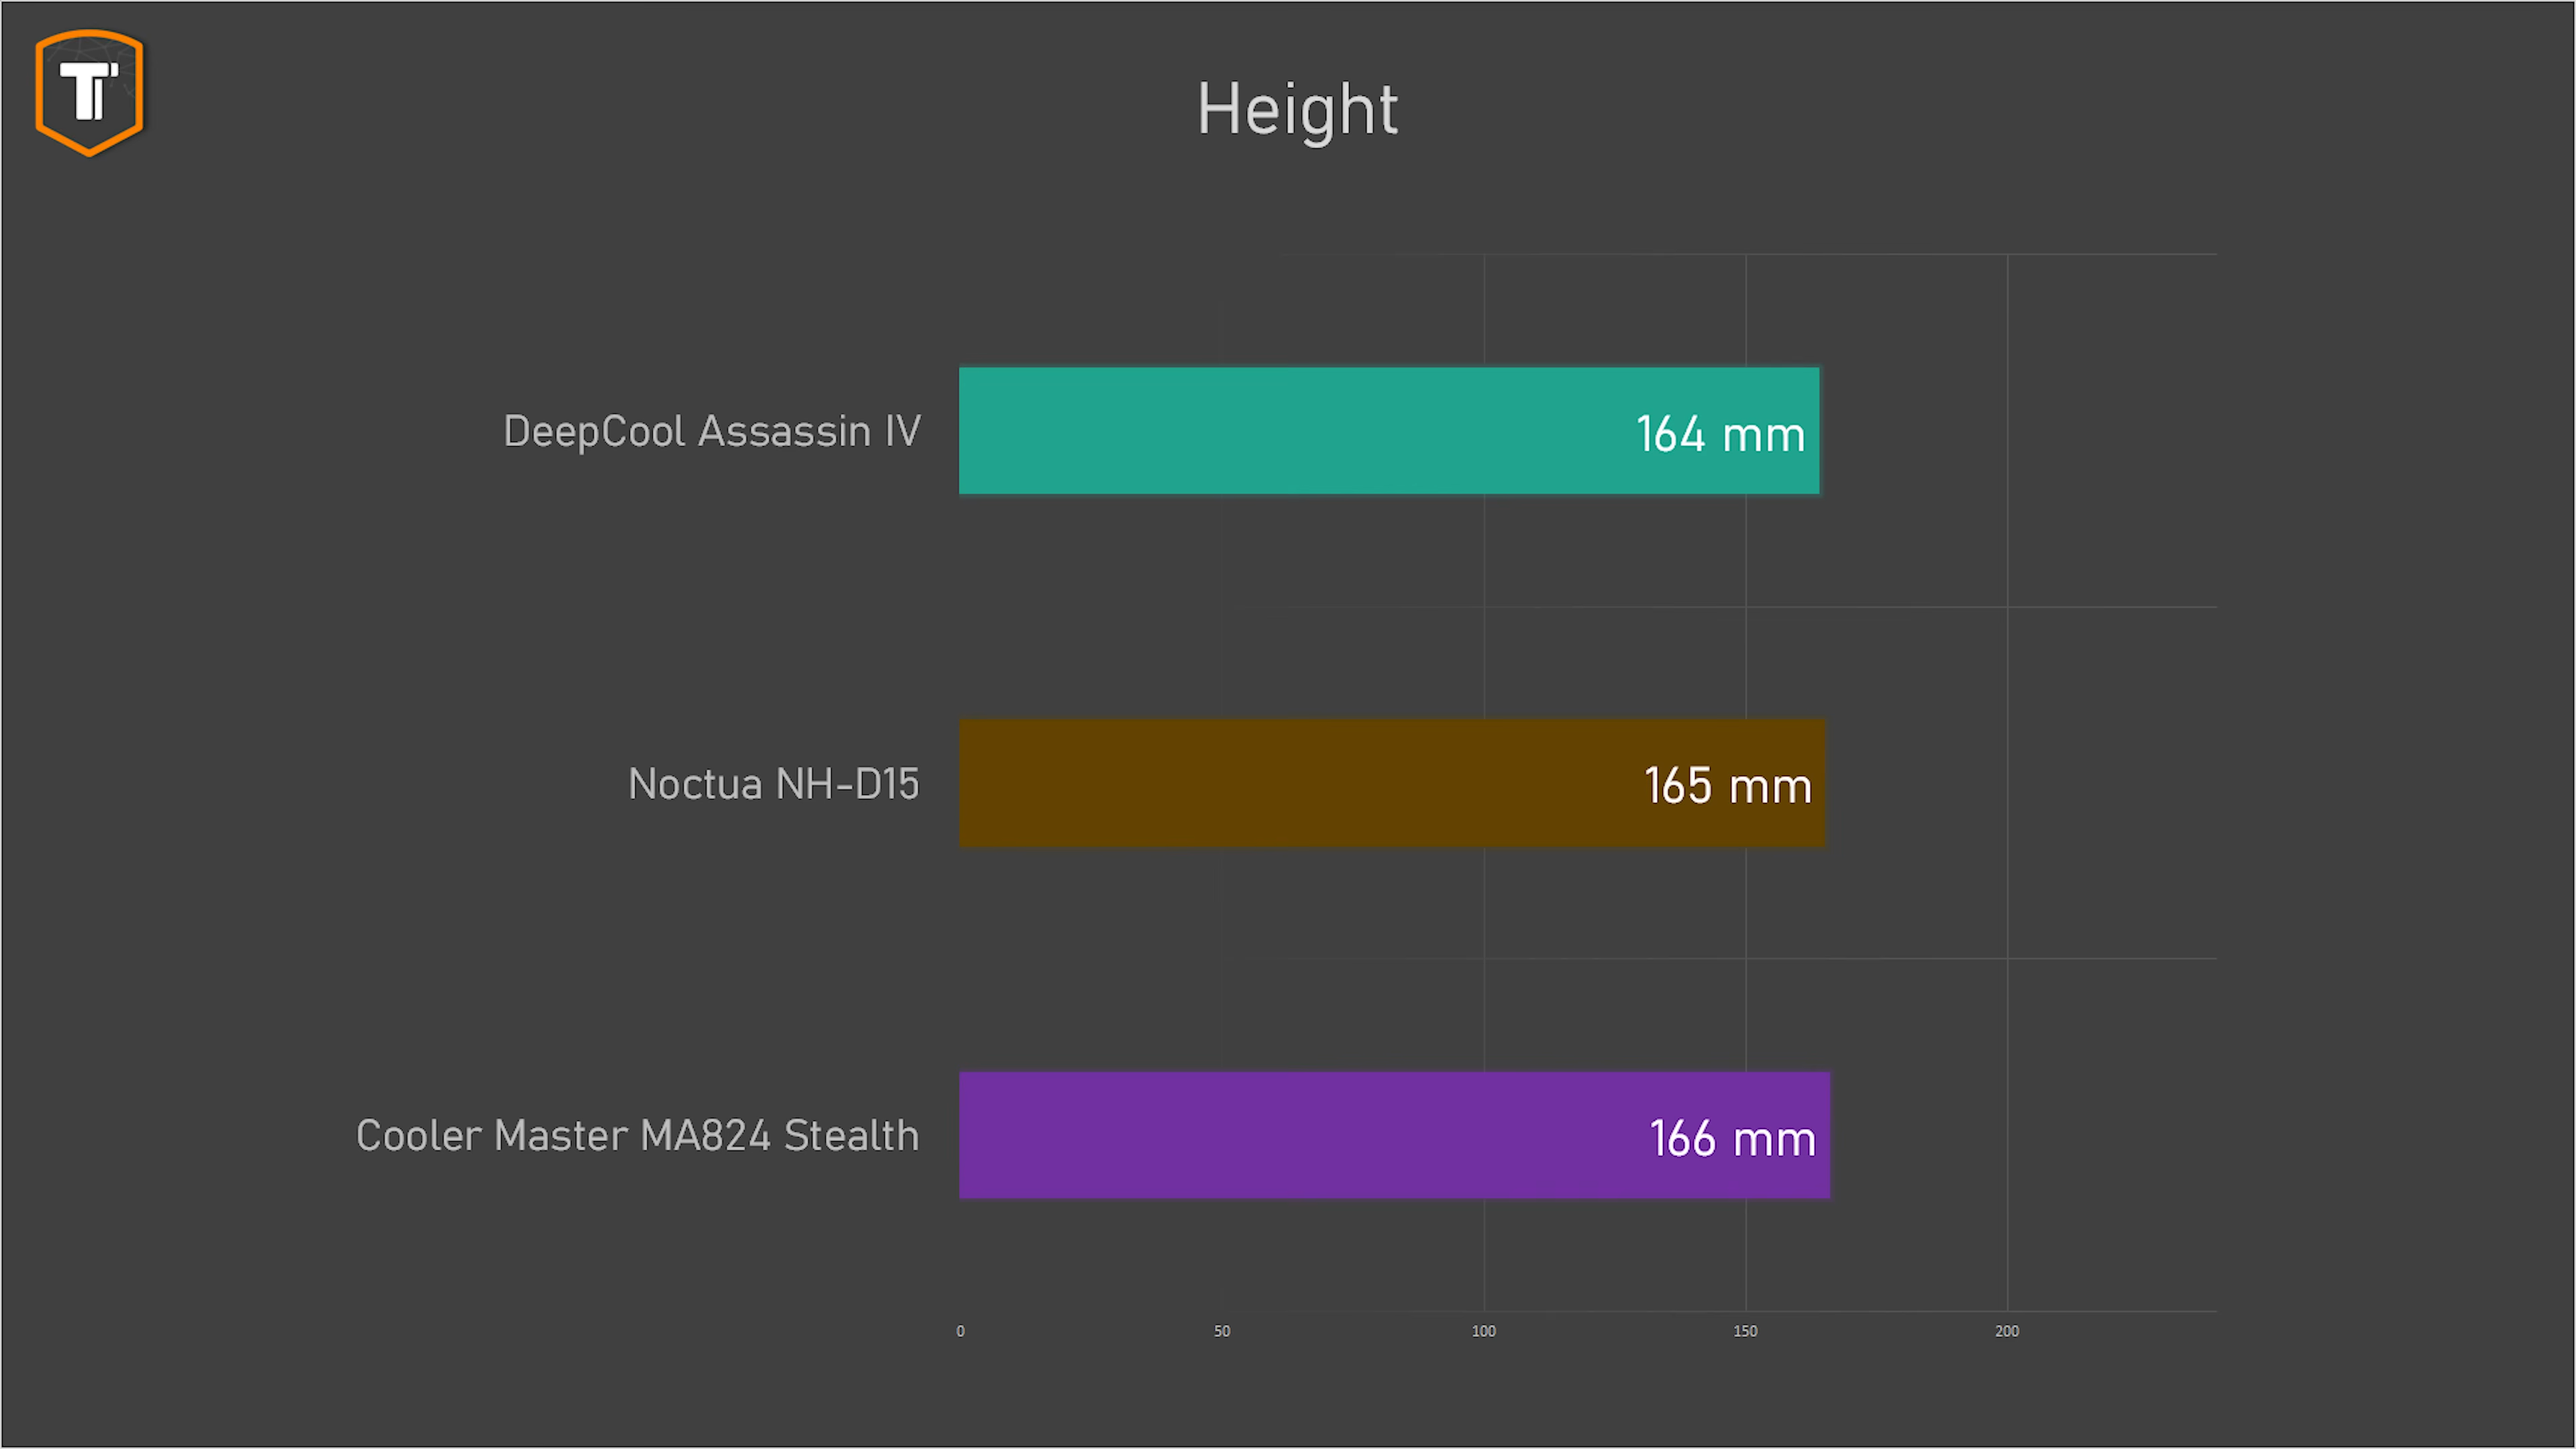 Height
DeepCool Assassin IV
164 mm
Noctua NH-D15
165 mm
Cooler Master MA824 Stealth
166 mm
0 50 100 150 200